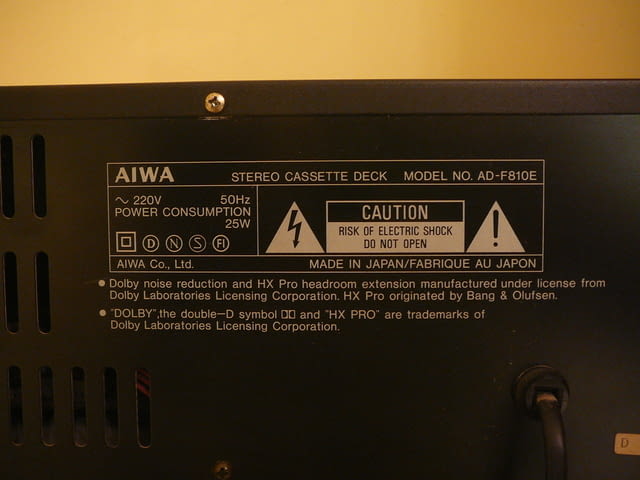 AIWA STEREO CASSETTE DECK MODEL NO. AD-F810E
~ 220V 50Hz
POWER CONSUMPTION
25W
D N S FI
CAUTION
RISK OF ELECTRIC SHOCK
DO NOT OPEN
AIWA Co., Ltd. MADE IN JAPAN/FABRIQUE AU JAPON
• Dolby noise reduction and HX Pro headroom extension manufactured under license from
Dolby Laboratories Licensing Corporation. HX Pro originated by Bang & Olufsen.
• "DOLBY",the double-D symbol and "HX PRO" are trademarks of
Dolby Laboratories Licensing Corporation.
D